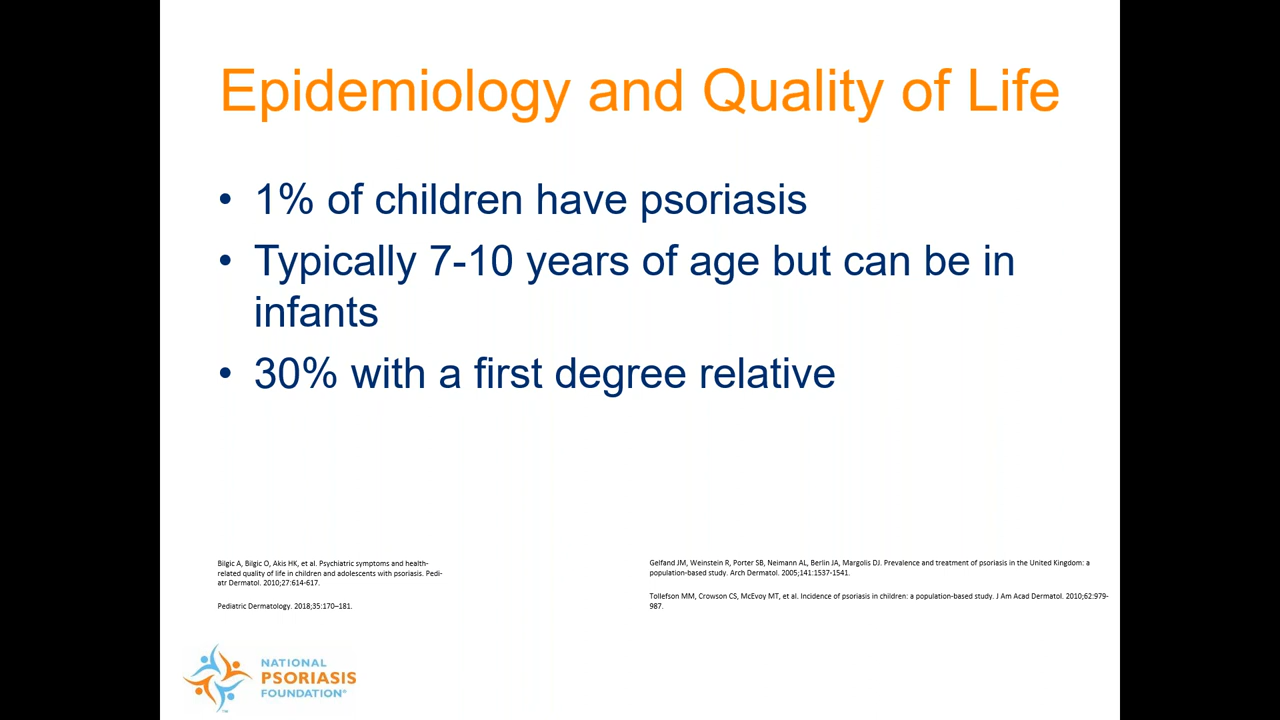 Epidemiology and Quality of Life
• 1% of children have psoriasis
• Typically 7-10 years of age but can be in
infants
• 30% with a first degree relative
Bilgic A, Bilgic O, Akis HK, et al. Psychiatric symptoms and health-
related quality of life in children and adolescents with psoriasis. Pedi-
atr Dermatol. 2010;27:614-617.
Pediatric Dermatology. 2018;35:170–181.
Gelfand JM, Weinstein R, Porter SB, Neimann AL, Berlin JA, Margolis DJ. Prevalence and treatment of psoriasis in the United Kingdom: a
population-based study. Arch Dermatol. 2005;141:1537-1541.
Tollefson MM, Crowson CS, McEvoy MT, et al. Incidence of psoriasis in children: a population-based study. J Am Acad Dermatol. 2010;62:979-
987.
NATIONAL
PSORIASIS
FOUNDATION®
™